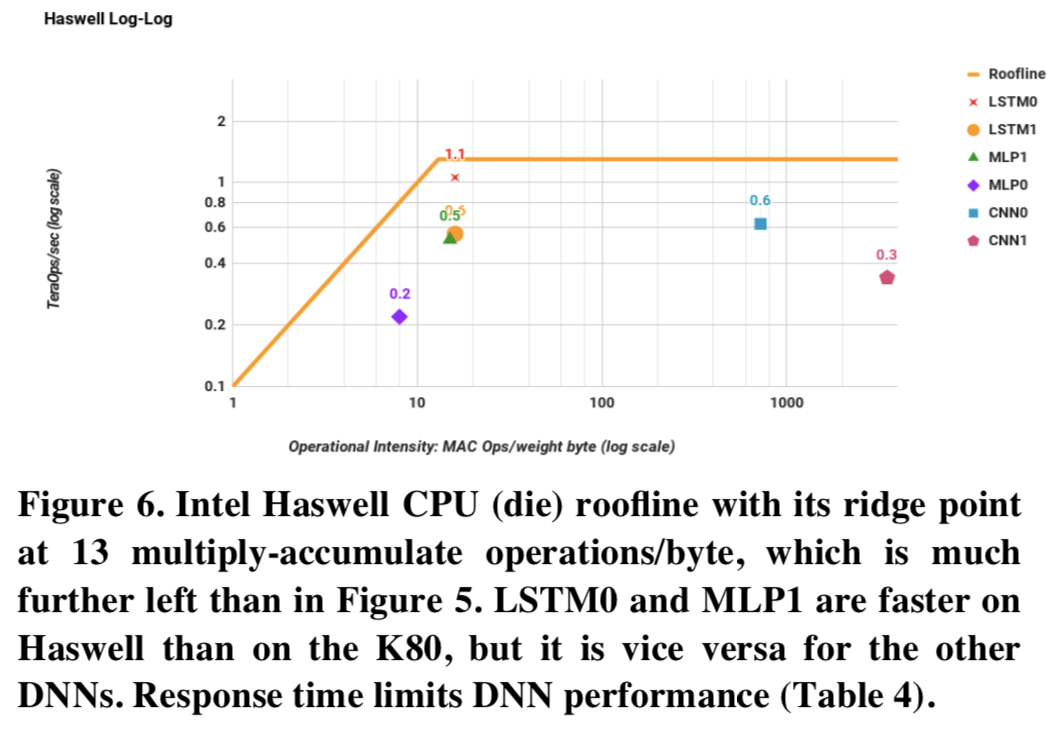 Haswell Log-Log
TeraOps/sec (log scale)
2
1
0.8
0.6
0.4
0.2
0.1
1.1
0.6
0.5
0.2
0.6
0.3
1
10
100
1000
Operational Intensity: MAC Ops/weight byte (log scale)
Roofline
LSTM0
LSTM1
MLP1
MLP0
CNN0
CNN1
Figure 6. Intel Haswell CPU (die) roofline with its ridge point
at 13 multiply-accumulate operations/byte, which is much
further left than in Figure 5. LSTM0 and MLP1 are faster on
Haswell than on the K80, but it is vice versa for the other
DNNs. Response time limits DNN performance (Table 4).